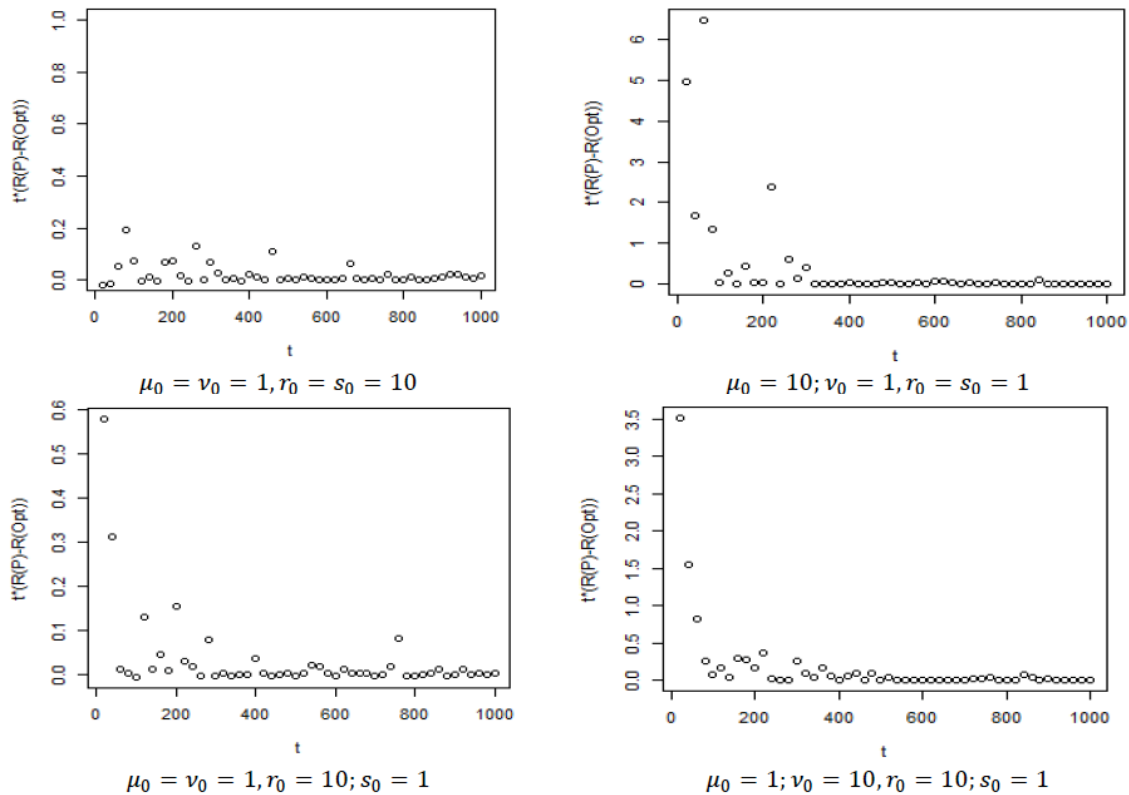 t*(R(P)-R(Opt))
1.0
0.8
0.6
0.4
0.2
0.0
0 200 400 600 800 1000
t
μ₀ = ν₀ = 1, r₀ = s₀ = 10
t*(R(P)-R(Opt))
6
5
4
3
2
1
0
0 200 400 600 800 1000
t
μ₀ = 10; ν₀ = 1, r₀ = s₀ = 1
t*(R(P)-R(Opt))
0.6
0.5
0.4
0.3
0.2
0.1
0.0
0 200 400 600 800 1000
t
μ₀ = ν₀ = 1, r₀ = 10; s₀ = 1
t*(R(P)-R(Opt))
3.5
3.0
2.5
2.0
1.5
1.0
0.5
0.0
0 200 400 600 800 1000
t
μ₀ = 1; ν₀ = 10, r₀ = 10; s₀ = 1